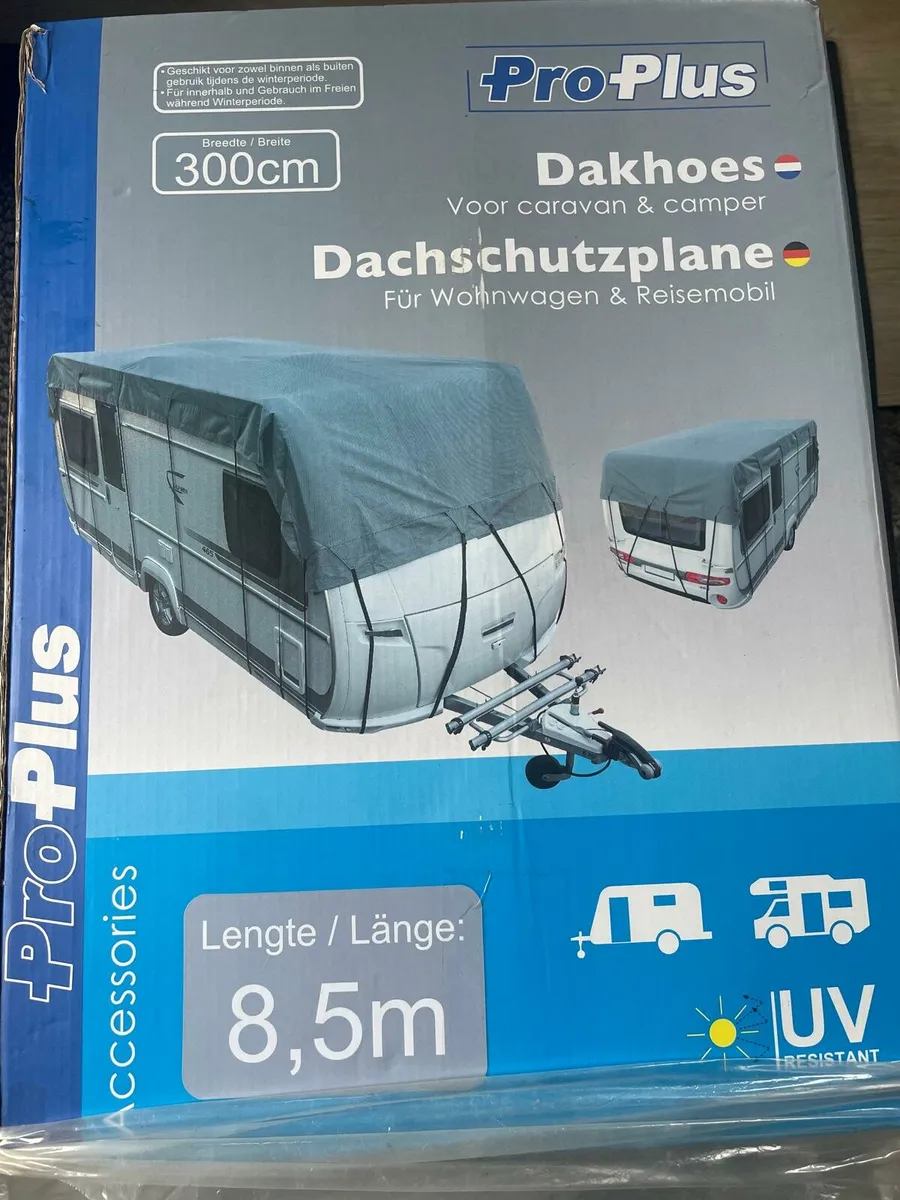 • Geschikt voor zowel binnen als buiten
gebruik tijdens de winterperiode.
• Für innerhalb und Gebrauch im Freien
während Winterperiode.
ProPlus
Breedte / Breite
300cm
Dakhoes
Voor caravan & camper
Dachschutzplane
Für Wohnwagen & Reisemobil
465
ProPlus
Accessories
Lengte / Länge:
8,5m
UV
RESISTANT